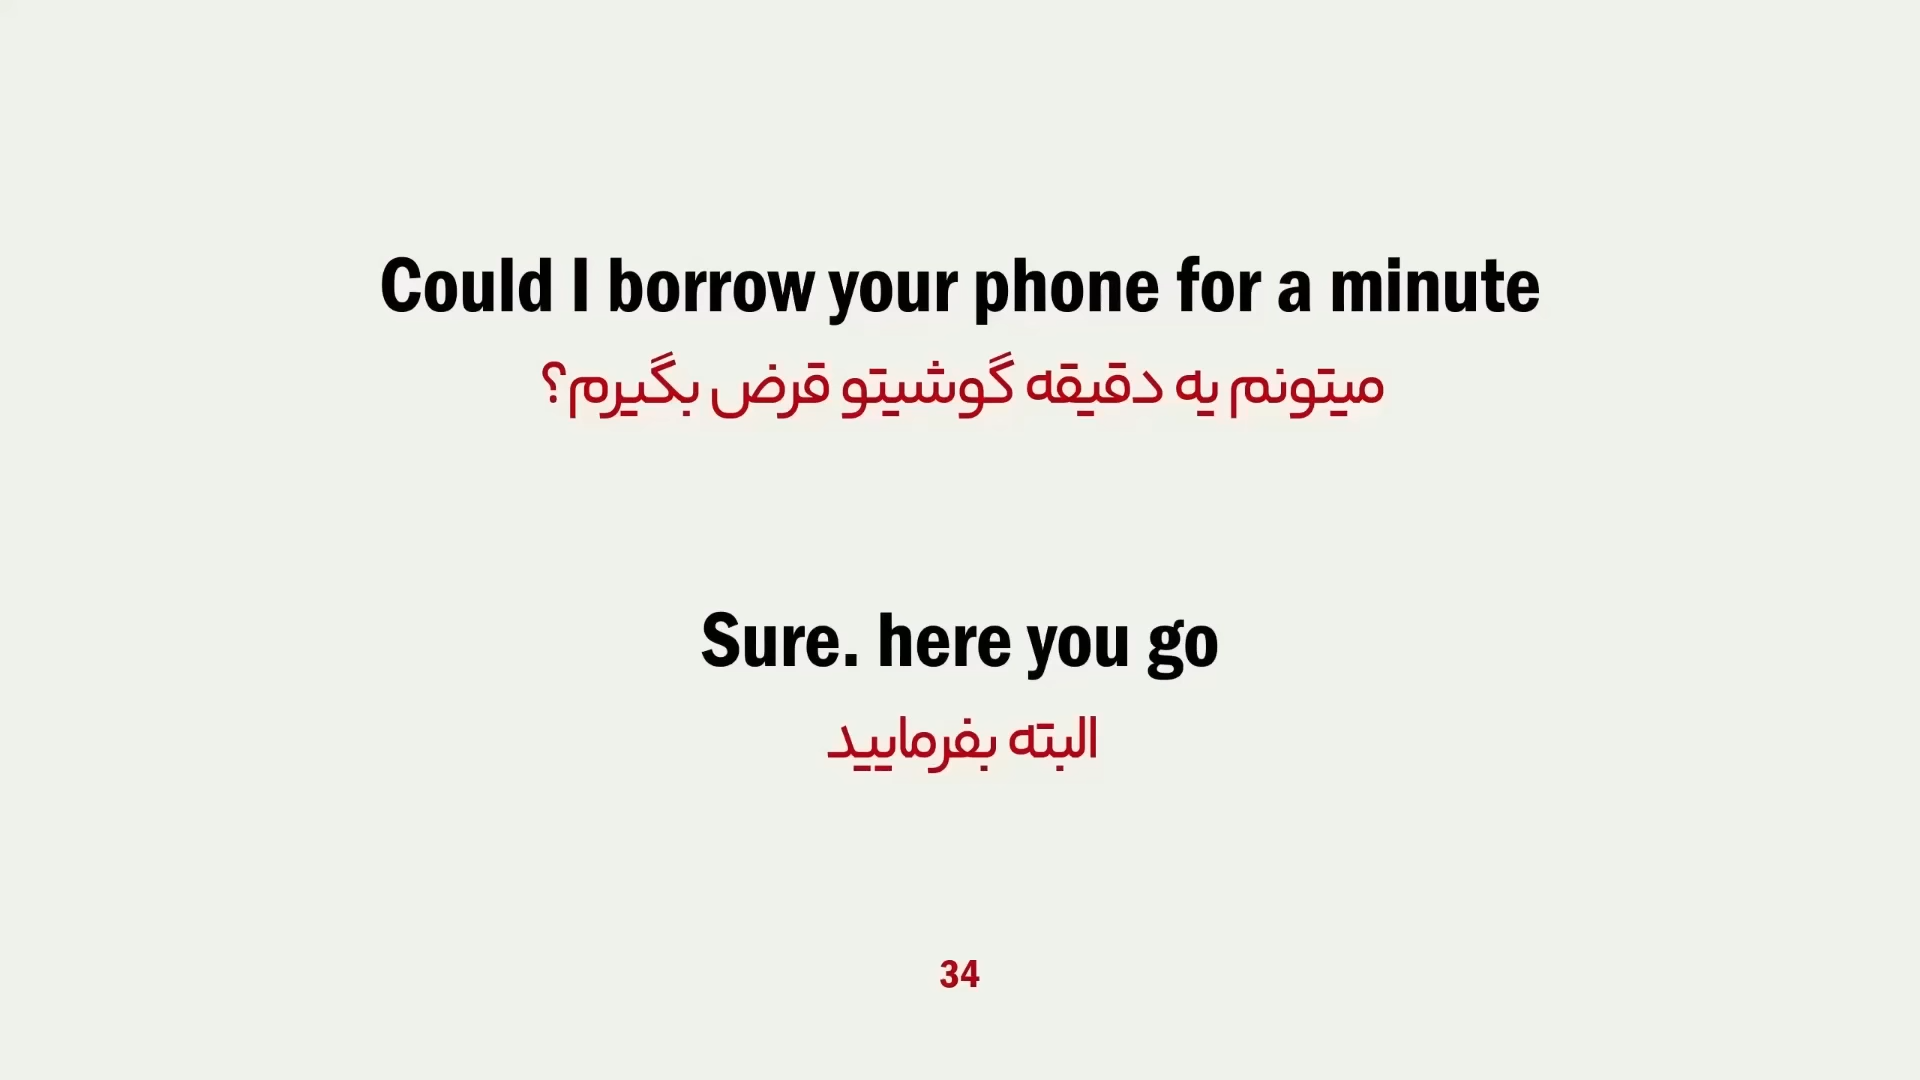 Could I borrow your phone for a minute
میتونم یه دقیقه گوشیتو قرض بگیرم؟
Sure. here you go
البته بفرمایید
34